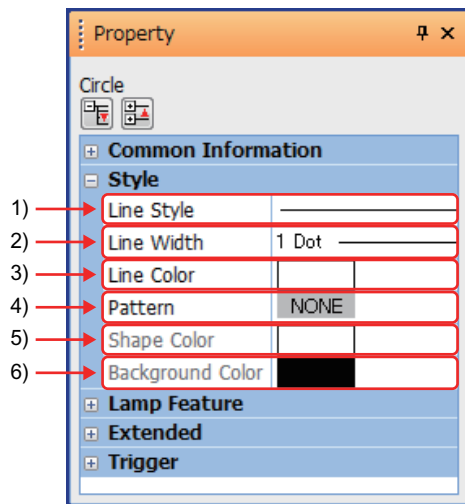 Property
Circle
Common Information
Style
1) Line Style
2) Line Width 1 Dot
3) Line Color
4) Pattern NONE
5) Shape Color
6) Background Color
Lamp Feature
Extended
Trigger